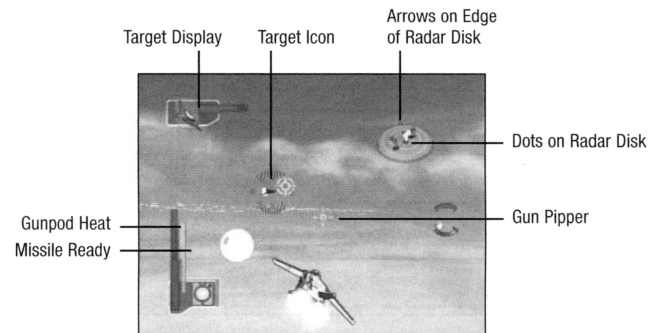 Target Display
Target Icon
Arrows on Edge
of Radar Disk
Dots on Radar Disk
Gun Pipper
Gunpod Heat
Missile Ready